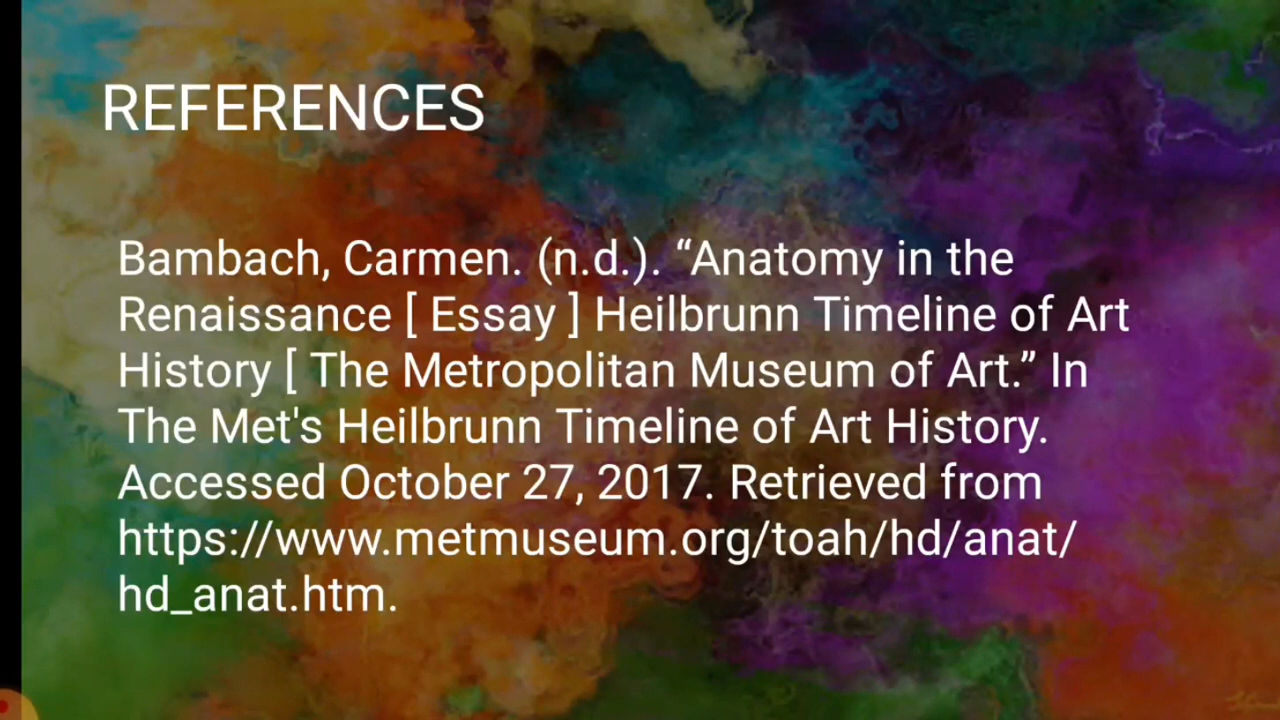 REFERENCES
Bambach, Carmen. (n.d.). “Anatomy in the
Renaissance [ Essay ] Heilbrunn Timeline of Art
History [ The Metropolitan Museum of Art.” In
The Met's Heilbrunn Timeline of Art History.
Accessed October 27, 2017. Retrieved from
https://www.metmuseum.org/toah/hd/anat/
hd_anat.htm.